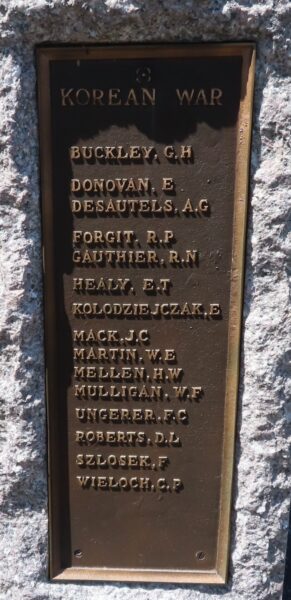 KOREAN WAR
BUCKLEY, G.H
DONOVAN, E
DESAUTELS, A.G
FORGIT, R.P
GAUTHIER, R.N
HEALY, E.T
KOLODZIEJCZAK, E
MACK, J.C
MARTIN, W.E
MELLEN, H.W
MULLIGAN, W.F
UNGERER, F.C
ROBERTS, D.L
SZLOSEK, F
WIELOCH, C.P